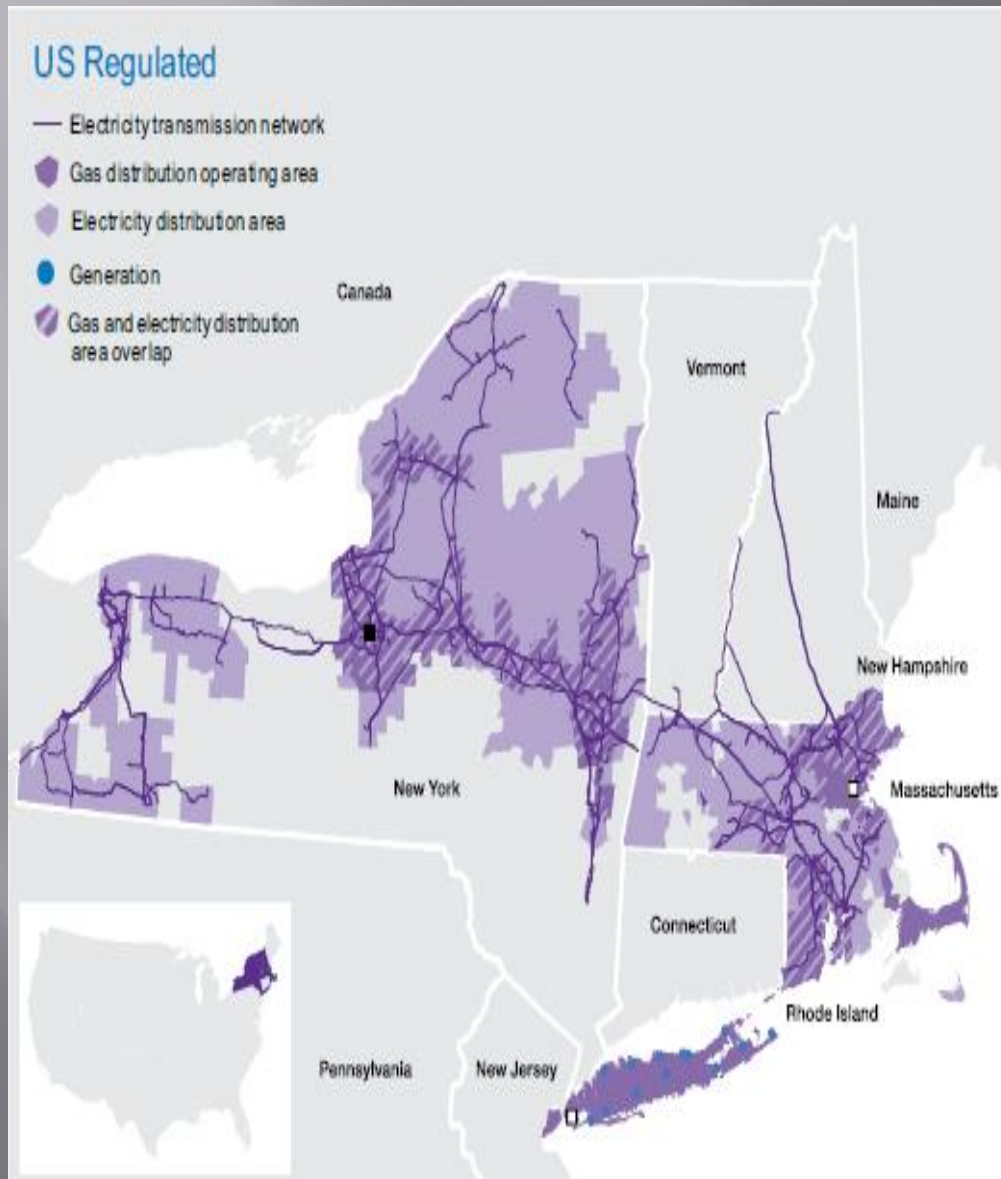 US Regulated
Electricity transmission network
Gas distribution operating area
Electricity distribution area
Generation
Gas and electricity distribution
area overlap
Canada
Vermont
Maine
New Hampshire
New York
Massachusetts
Connecticut
Rhode Island
Pennsylvania
New Jersey